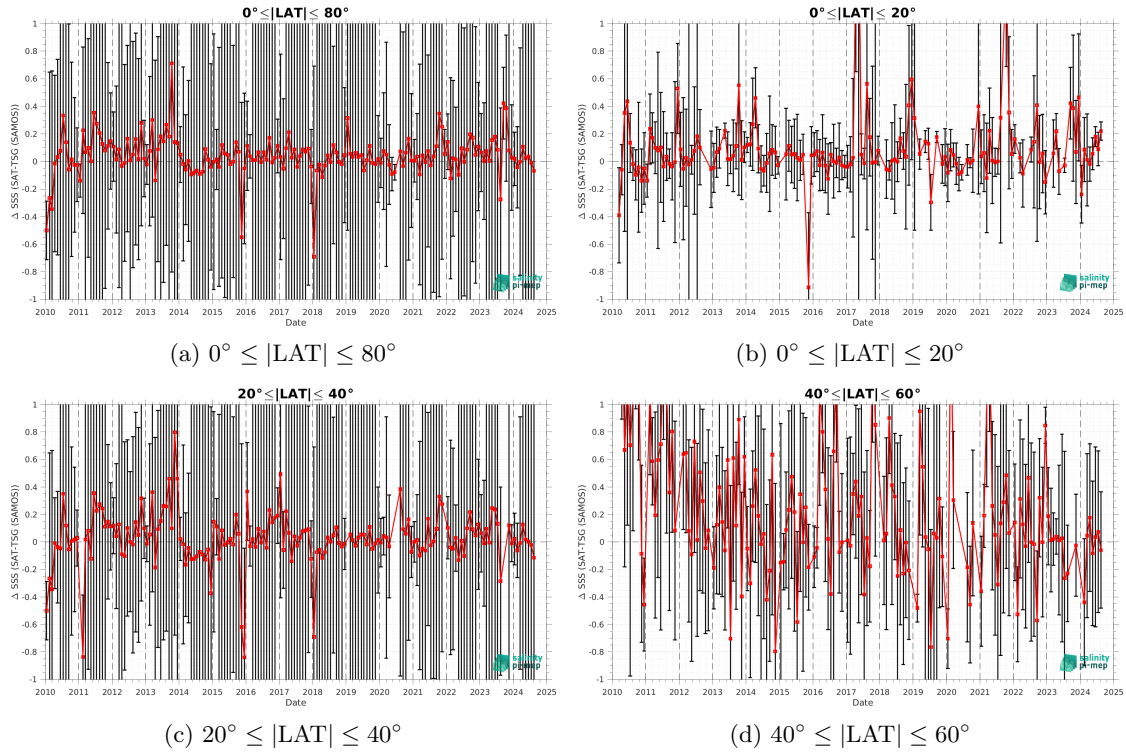 0°≤|LAT|≤ 80°
Δ SSS (SAT-TSG (SAMOS))
1
0.8
0.6
0.4
0.2
0
-0.2
-0.4
-0.6
-0.8
-1
2010 2011 2012 2013 2014 2015 2016 2017 2018 2019 2020 2021 2022 2023 2024 2025
Date
salinity
pi-mep
(a) 0° ≤ |LAT| ≤ 80°
0°≤|LAT|≤ 20°
Δ SSS (SAT-TSG (SAMOS))
1
0.8
0.6
0.4
0.2
0
-0.2
-0.4
-0.6
-0.8
-1
2010 2011 2012 2013 2014 2015 2016 2017 2018 2019 2020 2021 2022 2023 2024 2025
Date
salinity
pi-mep
(b) 0° ≤ |LAT| ≤ 20°
20°≤|LAT|≤ 40°
Δ SSS (SAT-TSG (SAMOS))
1
0.8
0.6
0.4
0.2
0
-0.2
-0.4
-0.6
-0.8
-1
2010 2011 2012 2013 2014 2015 2016 2017 2018 2019 2020 2021 2022 2023 2024 2025
Date
salinity
pi-mep
(c) 20° ≤ |LAT| ≤ 40°
40°≤|LAT|≤ 60°
Δ SSS (SAT-TSG (SAMOS))
1
0.8
0.6
0.4
0.2
0
-0.2
-0.4
-0.6
-0.8
-1
2010 2011 2012 2013 2014 2015 2016 2017 2018 2019 2020 2021 2022 2023 2024 2025
Date
salinity
pi-mep
(d) 40° ≤ |LAT| ≤ 60°